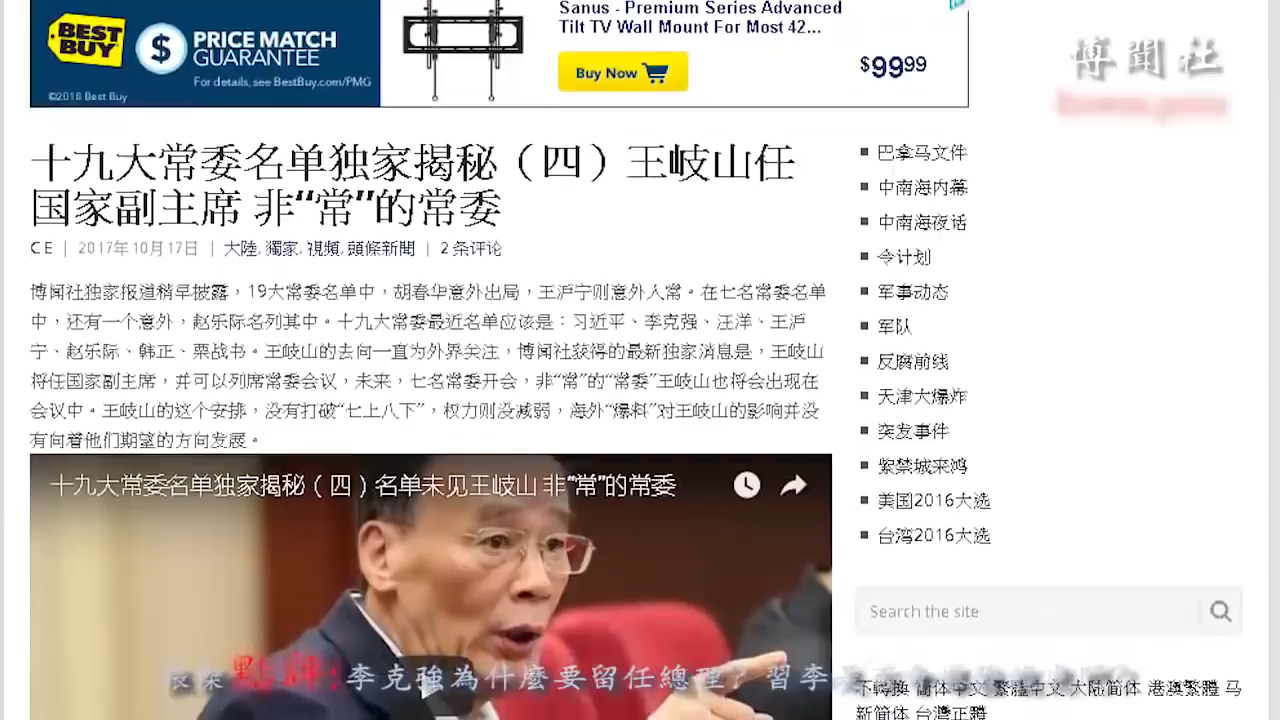 BEST BUY
PRICE MATCH
GUARANTEE
For details, see BestBuy.com/PMG
©2018 Best Buy
Sanus - Premium Series Advanced
Tilt TV Wall Mount For Most 42...
Buy Now
$99⁹⁹
博聞社
十九大常委名单独家揭秘（四）王岐山任
国家副主席 非“常”的常委
C E | 2017年10月17日 | 大陸, 獨家, 視頻, 頭條新聞 | 2 条评论
博闻社独家报道稍早披露，19大常委名单中，胡春华意外出局，王沪宁则意外入常。在七名常委名单
中，还有一个意外，赵乐际名列其中。十九大常委最近名单应该是：习近平、李克强、汪洋、王沪
宁、赵乐际、韩正、栗战书。王岐山的去向一直为外界关注，博闻社获得的最新独家消息是，王岐山
将任国家副主席，并可以列席常委会议，未来，七名常委开会，非“常”的“常委”王岐山也将会出现在
会议中。王岐山的这个安排，没有打破“七上八下”，权力则没减弱，海外“爆料”对王岐山的影响并没
有向着他们期望的方向发展。
十九大常委名单独家揭秘（四）名单未见王岐山 非“常”的常委
巴拿马文件
中南海内幕
中南海夜话
令计划
军事动态
军队
反腐前线
天津大爆炸
突发事件
紫禁城来鸿
美国2016大选
台湾2016大选
Search the site
李克強為什麼要留任總理? 習李
不轉換 简体中文 繁體中文 大陆简体 港澳繁體 马
新简体 台灣正體